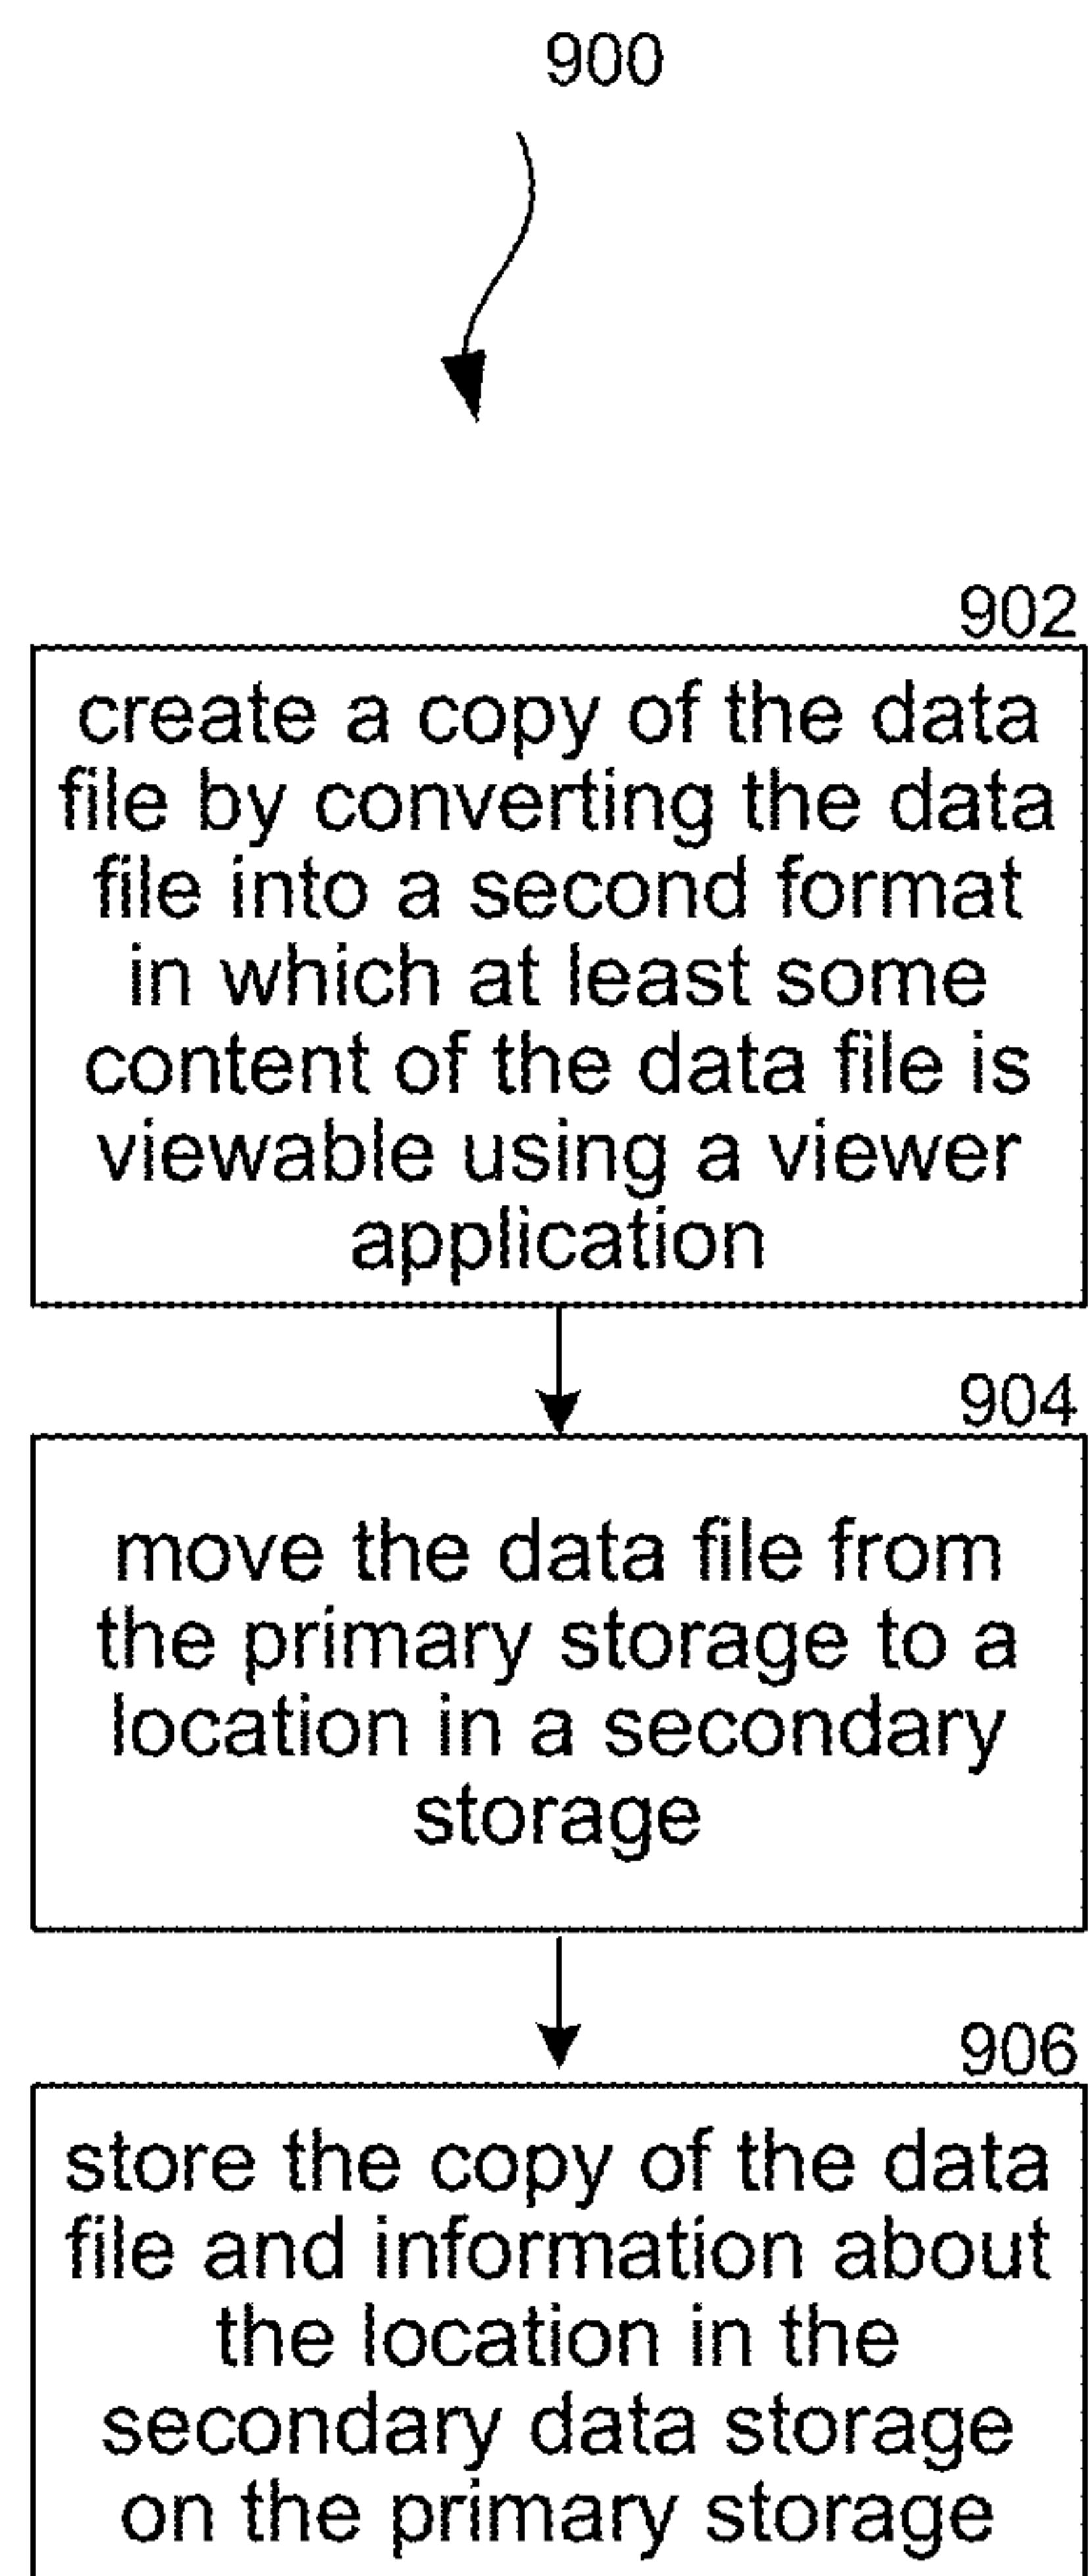 900
902
create a copy of the data
file by converting the data
file into a second format
in which at least some
content of the data file is
viewable using a viewer
application
904
move the data file from
the primary storage to a
location in a secondary
storage
906
store the copy of the data
file and information about
the location in the
secondary data storage
on the primary storage